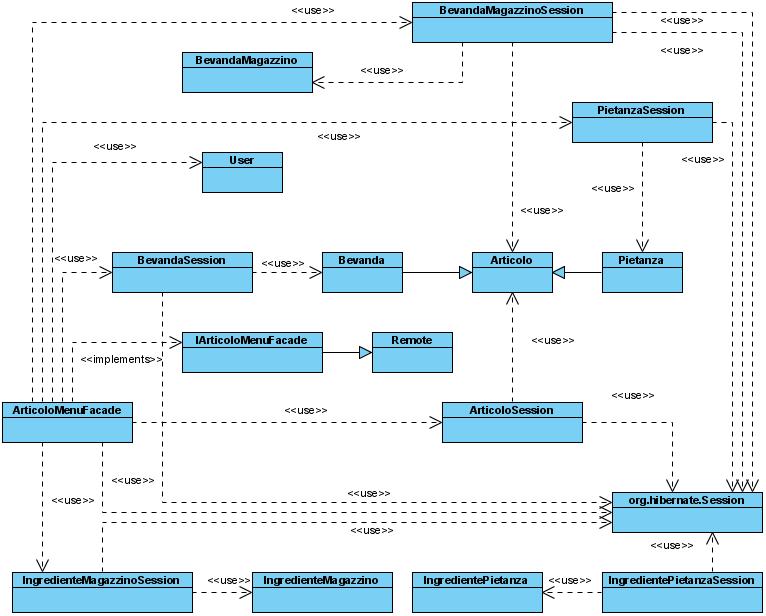 BevandaMagazzinoSession
<<use>>
<<use>>
BevandaMagazzino
<<use>>
PietanzaSession
<<use>>
<<use>>
User
<<use>>
<<use>>
<<use>>
<<use>>
BevandaSession
<<use>>
<<use>>
Bevanda
Articolo
Pietanza
IArticoloMenuFacade
Remote
<<use>>
<<implements>>
ArticoloMenuFacade
<<use>>
ArticoloSession
<<use>>
<<use>>
<<use>>
<<use>>
org.hibernate.Session
<<use>>
<<use>>
IngredienteMagazzinoSession
<<use>>
IngredienteMagazzino
IngredientePietanza
<<use>>
IngredientePietanzaSession